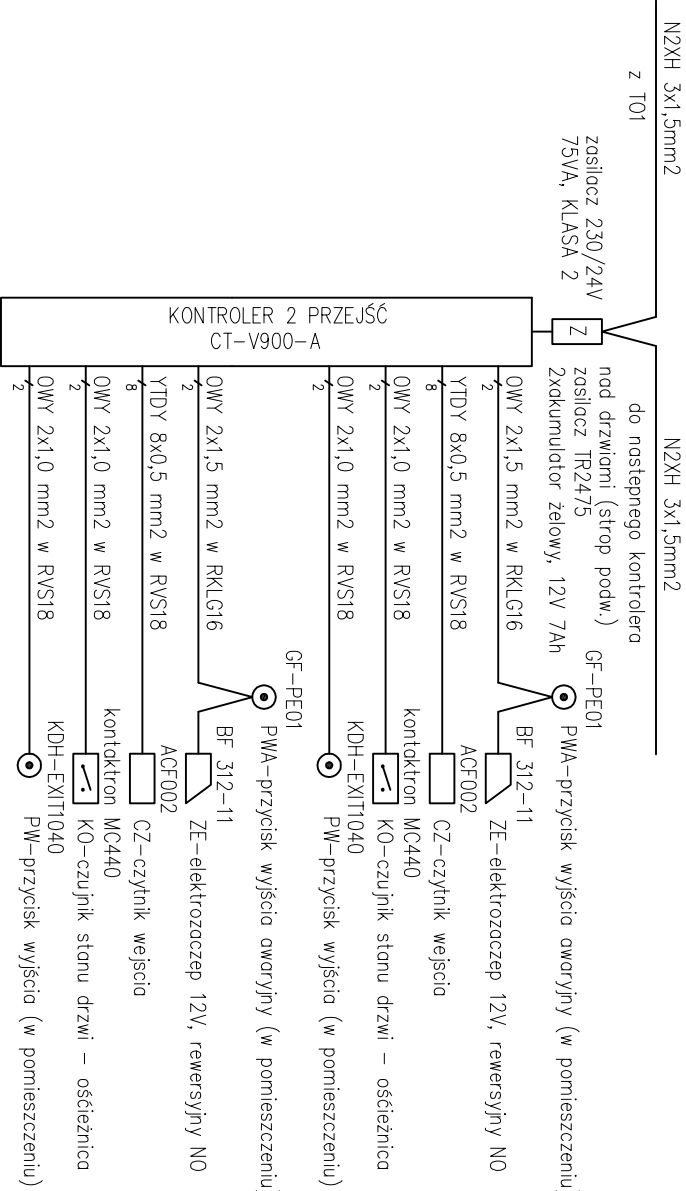 N2XH 3x1,5mm2
z T01
zasilacz 230/24V
75VA, KLASA 2
Z
N2XH 3x1,5mm2
do nastepnego kontrolera
nad drzwiami (strop podw.)
zasilacz TR2475
2xakumulator żelowy, 12V 7Ah
KONTROLER 2 PRZEJŚĆ
CT-V900-A
GF-PE01
PWA-przycisk wyjścia awaryjny (w pomieszczeniu)
2
OWY 2x1,5 mm2 w RKLG16
BF 312-11
ZE-elektrozaczep 12V, rewersyjny NO
8
YTDY 8x0,5 mm2 w RVS18
ACF002
CZ-czytnik wejscia
2
OWY 2x1,0 mm2 w RVS18
kontaktron MC440
KO-czujnik stanu drzwi - ośćieżnica
2
OWY 2x1,0 mm2 w RVS18
KDH-EXIT1040
PW-przycisk wyjścia (w pomieszczeniu)
GF-PE01
PWA-przycisk wyjścia awaryjny (w pomieszczeniu)
2
OWY 2x1,5 mm2 w RKLG16
BF 312-11
ZE-elektrozaczep 12V, rewersyjny NO
8
YTDY 8x0,5 mm2 w RVS18
ACF002
CZ-czytnik wejscia
2
OWY 2x1,0 mm2 w RVS18
kontaktron MC440
KO-czujnik stanu drzwi - ośćieżnica
2
OWY 2x1,0 mm2 w RVS18
KDH-EXIT1040
PW-przycisk wyjścia (w pomieszczeniu)